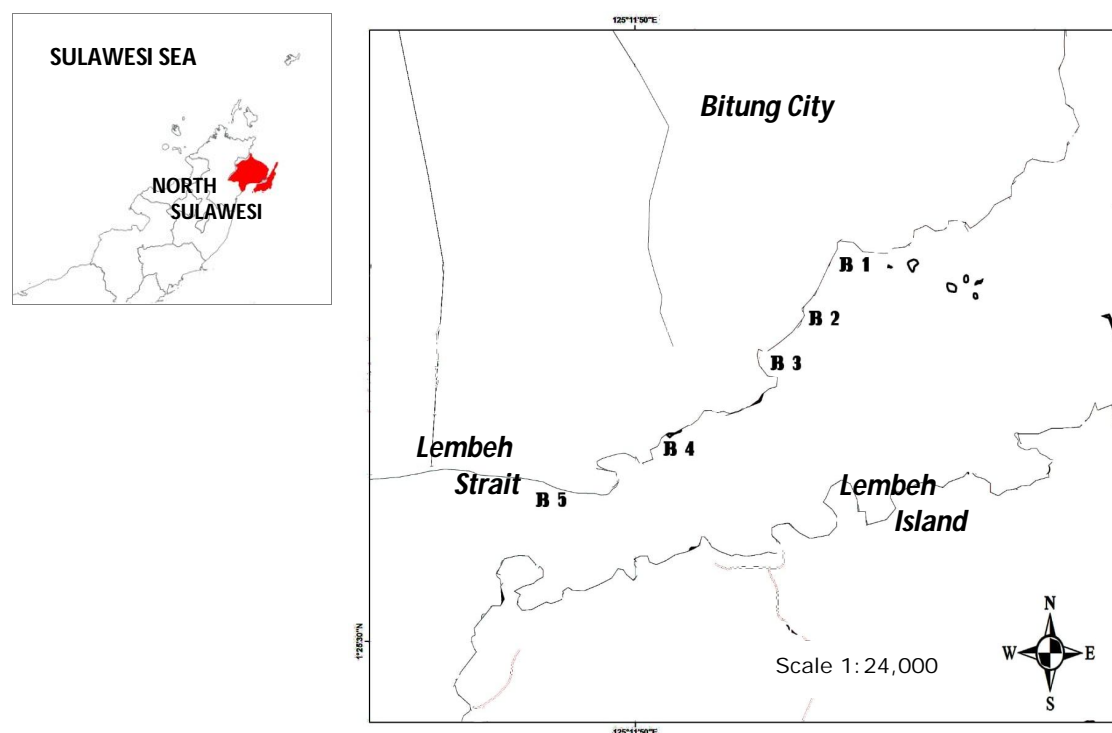 SULAWESI SEA
NORTH
SULAWESI
125°11'50"E
Bitung City
B 1
B 2
B 3
B 4
Lembeh
Strait
B 5
Lembeh
Island
1°25'30"N
Scale 1:24,000
N
W
E
S
125°11'50"E